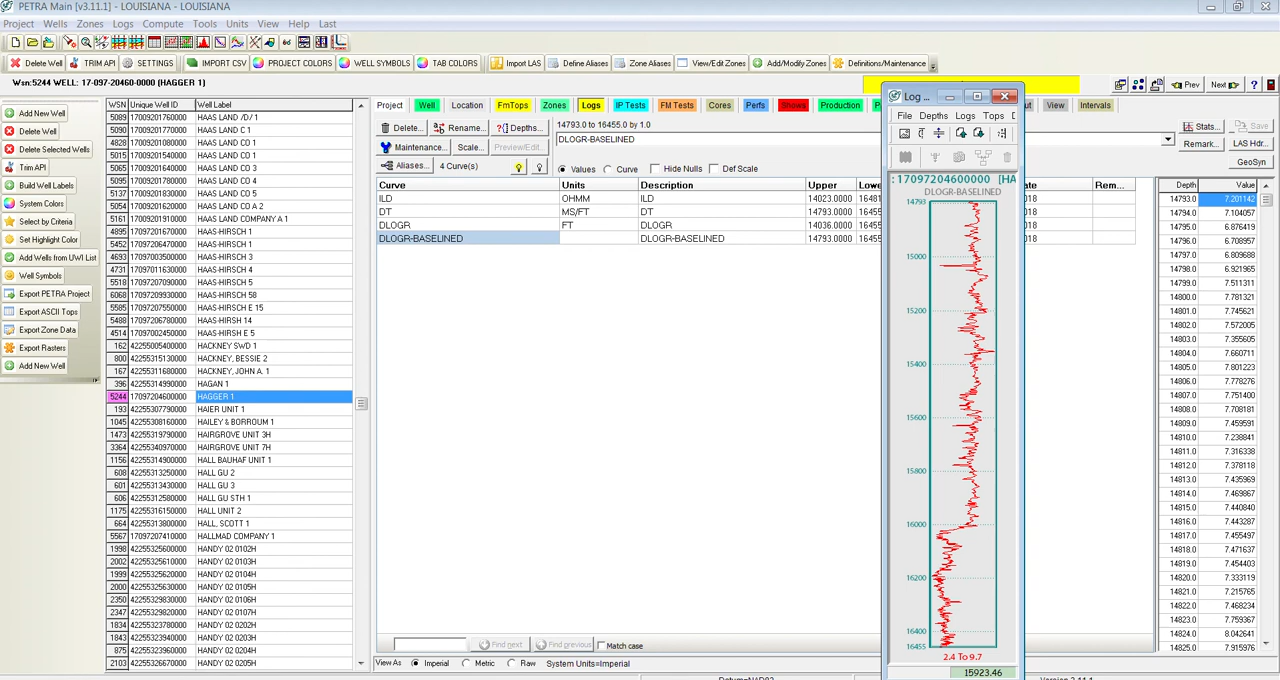 PETRA Main [v3.11.1] - LOUISIANA - LOUISIANA
Project Wells Zones Logs Compute Tools Units View Help Last
Delete Well TRIM API SETTINGS IMPORT CSV PROJECT COLORS WELL SYMBOLS TAB COLORS Import LAS Define Aliases Zone Aliases View/Edit Zones Add/Modify Zones Definitions/Maintenance
Wsn:5244 WELL: 17-097-20460-0000 (HAGGER 1)
Prev Next
Add New Well
Delete Well
Delete Selected Wells
Trim API
Build Well Labels
System Colors
Select by Criteria
Set Highlight Color
Add Wells from UWI List
Well Symbols
Export PETRA Project
Export ASCII Tops
Export Zone Data
Export Rasters
Add New Well
WSN Unique Well ID Well Label
5089 17097201760000 HAAS LAND /D/ 1
5090 17097201770000 HAAS LAND C 1
4828 17097201080000 HAAS LAND CO 1
5015 17097201540000 HAAS LAND CO 1
5065 17097201640000 HAAS LAND CO 3
4956 17097201290000 HAAS LAND CO 4
5137 17097201830000 HAAS LAND CO 5
5054 17097201620000 HAAS LAND CO A 2
5161 17097201910000 HAAS LAND COMPANY A 1
4895 17097201670000 HAAS-HIRSCH 1
5452 17097206470000 HAAS-HIRSCH 1
4693 17097003500000 HAAS-HIRSCH 3
4731 17097011630000 HAAS-HIRSCH 4
5518 17097207090000 HAAS-HIRSCH 5
6068 17097209930000 HAAS-HIRSCH 58
5585 17097207550000 HAAS-HIRSCH E 15
5488 17097206780000 HAAS-HIRSH 14
4514 17097002450000 HAAS-HIRSH E 5
162 42255005400000 HACKNEY SWD 1
800 42255315130000 HACKNEY, BESSIE 2
167 42255311680000 HACKNEY, JOHN A. 1
396 42255314990000 HAGAN 1
5244 17097204600000 HAGGER 1
193 42255307790000 HAIER UNIT 1
1045 42255308160000 HAILEY & BORROUM 1
1473 42255319790000 HAIRGROVE UNIT 3H
3364 42255340970000 HAIRGROVE UNIT 7H
1156 42255314900000 HALL BAUHAF UNIT 1
608 42255313250000 HALL GU 2
601 42255313430000 HALL GU 3
606 42255312580000 HALL GU STH 1
1175 42255316150000 HALL UNIT 2
664 42255313800000 HALL, SCOTT 1
5567 17097207410000 HALLMAD COMPANY 1
1998 42255325600000 HANDY 02 0102H
2002 42255325610000 HANDY 02 0103H
1999 42255325620000 HANDY 02 0104H
2000 42255325630000 HANDY 02 0105H
2350 42255329830000 HANDY 02 0106H
2347 42255329820000 HANDY 02 0107H
1834 42255323780000 HANDY 02 0202H
1843 42255323940000 HANDY 02 0203H
875 42255323440000 HANDY 02 0204H
2103 42255326670000 HANDY 02 0205H
Project Well Location FmTops Zones Logs IP Tests FM Tests Cores Perfs Shows Production View Intervals
Delete... Rename... Depths... 14793.0 to 16455.0 by 1.0
DLOGR-BASELINED
Stats... Save
Maintenance... Scale... Preview/Edit...
Remark... LAS Hdr...
Aliases... 4 Curve(s) Values Curve Hide Nulls Def Scale
GeoSyn
Curve Units Description Upper Rem...
ILD OHMM ILD 14023.0000
DT MS/FT DT 14793.0000 16455
DLOGR FT DLOGR 14036.0000
DLOGR-BASELINED DLOGR-BASELINED 14793.0000 16455
Log ...
File Depths Logs Tops
: 17097204600000 [HA
DLOGR-BASELINED
14793
15000
15200
15400
15600
15800
16000
16200
16400
16455
2.4 To 9.7
15923.46
Depth Value
14793.0 7.201142
14794.0 7.104057
14795.0 6.876419
14796.0 6.708957
14797.0 6.809688
14798.0 6.921965
14799.0 7.511311
14800.0 7.781321
14801.0 7.745621
14802.0 7.572005
14803.0 7.355605
14804.0 7.660711
14805.0 7.801223
14806.0 7.778276
14807.0 7.751400
14808.0 7.708181
14809.0 7.459591
14810.0 7.238841
14811.0 7.316338
14812.0 7.378118
14813.0 7.435969
14814.0 7.469867
14815.0 7.440840
14816.0 7.443287
14817.0 7.455497
14818.0 7.471637
14819.0 7.454403
14820.0 7.333119
14821.0 7.215765
14822.0 7.468234
14823.0 7.759367
14824.0 8.042641
14825.0 7.915976
Find next Find previous Match case
View As Imperial Metric Raw System Units=Imperial